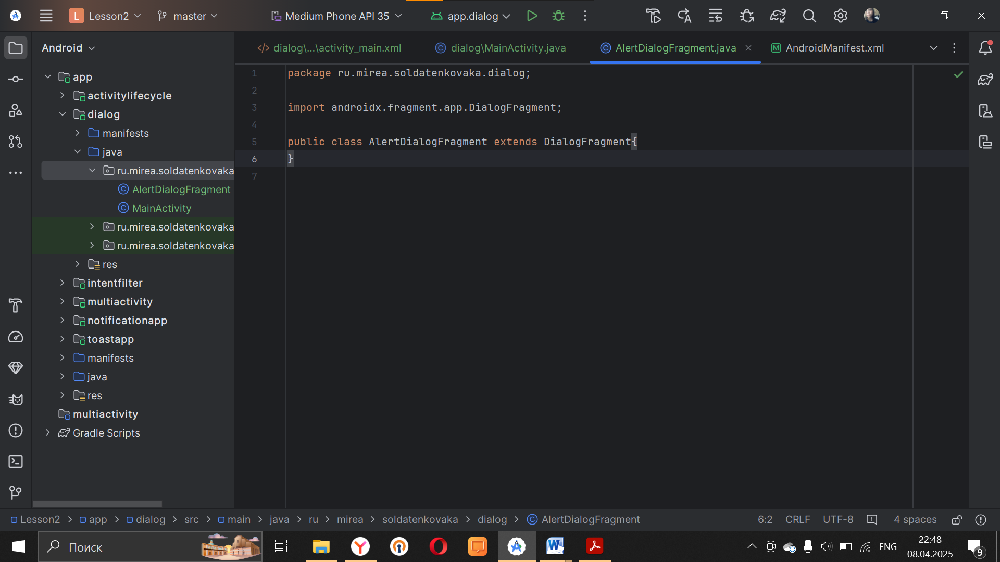 L Lesson2 master Medium Phone API 35 app.dialog
Android
dialog\...\activity_main.xml dialog\MainActivity.java AlertDialogFragment.java AndroidManifest.xml
app
activitylifecycle
dialog
manifests
java
ru.mirea.soldatenkovaka
AlertDialogFragment
MainActivity
ru.mirea.soldatenkovaka
ru.mirea.soldatenkovaka
res
intentfilter
multiactivity
notificationapp
toastapp
manifests
java
res
multiactivity
Gradle Scripts
1 package ru.mirea.soldatenkovaka.dialog;
2
3 import androidx.fragment.app.DialogFragment;
4
5 public class AlertDialogFragment extends DialogFragment{
6 }
7
Lesson2 > app > dialog > src > main > java > ru > mirea > soldatenkovaka > dialog > AlertDialogFragment 6:2 CRLF UTF-8 4 spaces
Поиск
ENG
22:48
08.04.2025
9